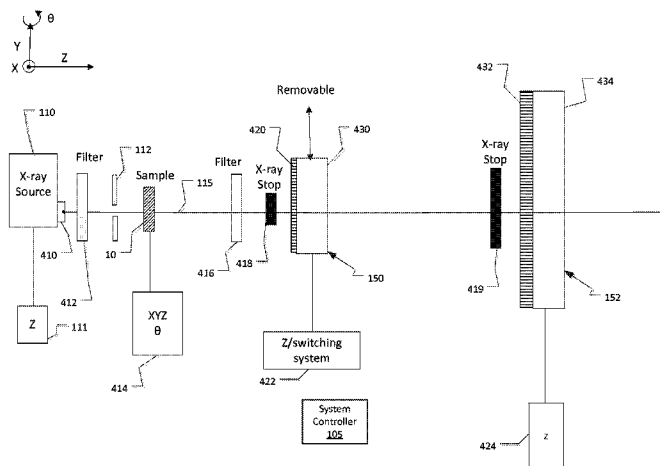 θ
Y
X
Z
Removable
432
434
110
112
420
430
Filter
X-ray
Source
Sample
115
Filter
X-ray
Stop
X-ray
Stop
410
10
416
418
150
419
152
412
Z
111
XYZ
θ
414
Z/switching
system
422
System
Controller
105
424
Z